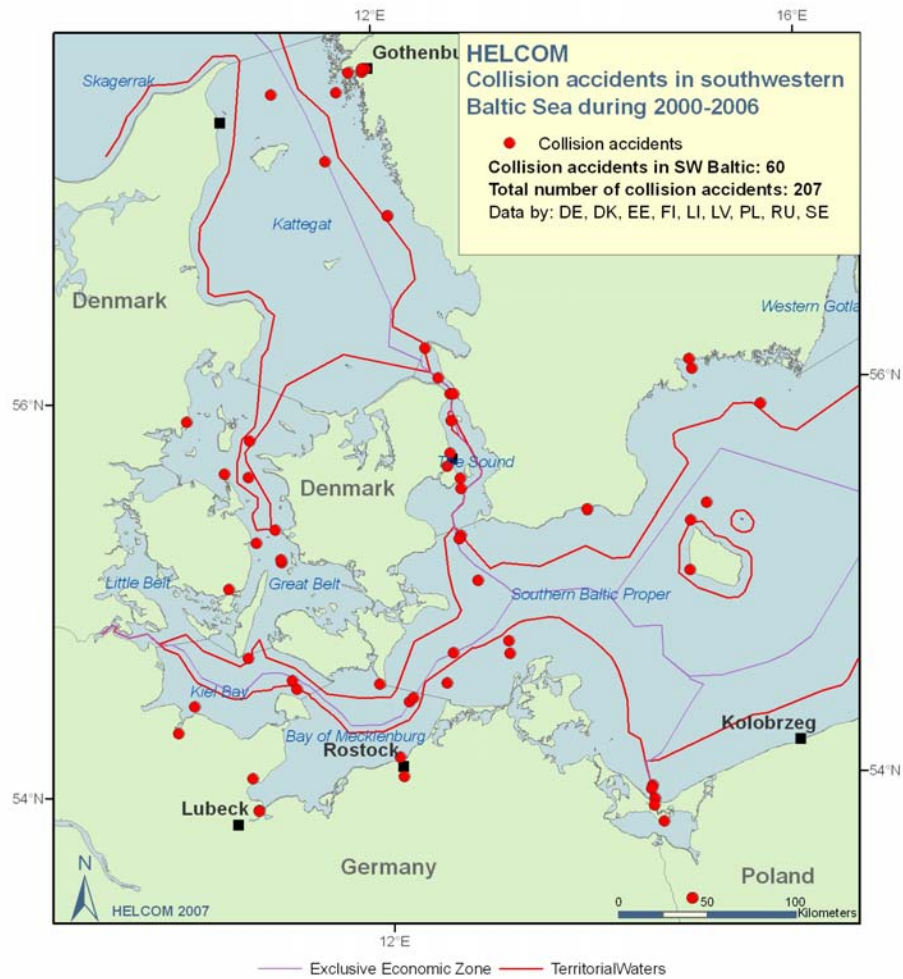 12°E
16°E
Gothenbu
HELCOM
Collision accidents in southwestern
Baltic Sea during 2000-2006
Collision accidents
Collision accidents in SW Baltic: 60
Total number of collision accidents: 207
Data by: DE, DK, EE, FI, LI, LV, PL, RU, SE
Skagerrak
Kattegat
Denmark
Western Gotla
56°N
56°N
Denmark
The Sound
Little Belt
Great Belt
Southern Baltic Proper
Kiel Bay
Bay of Mecklenburg
Kolobrzeg
Rostock
54°N
54°N
Lubeck
Germany
Poland
N
HELCOM 2007
0 50 100
Kilometers
12°E
Exclusive Economic Zone
TerritorialWaters